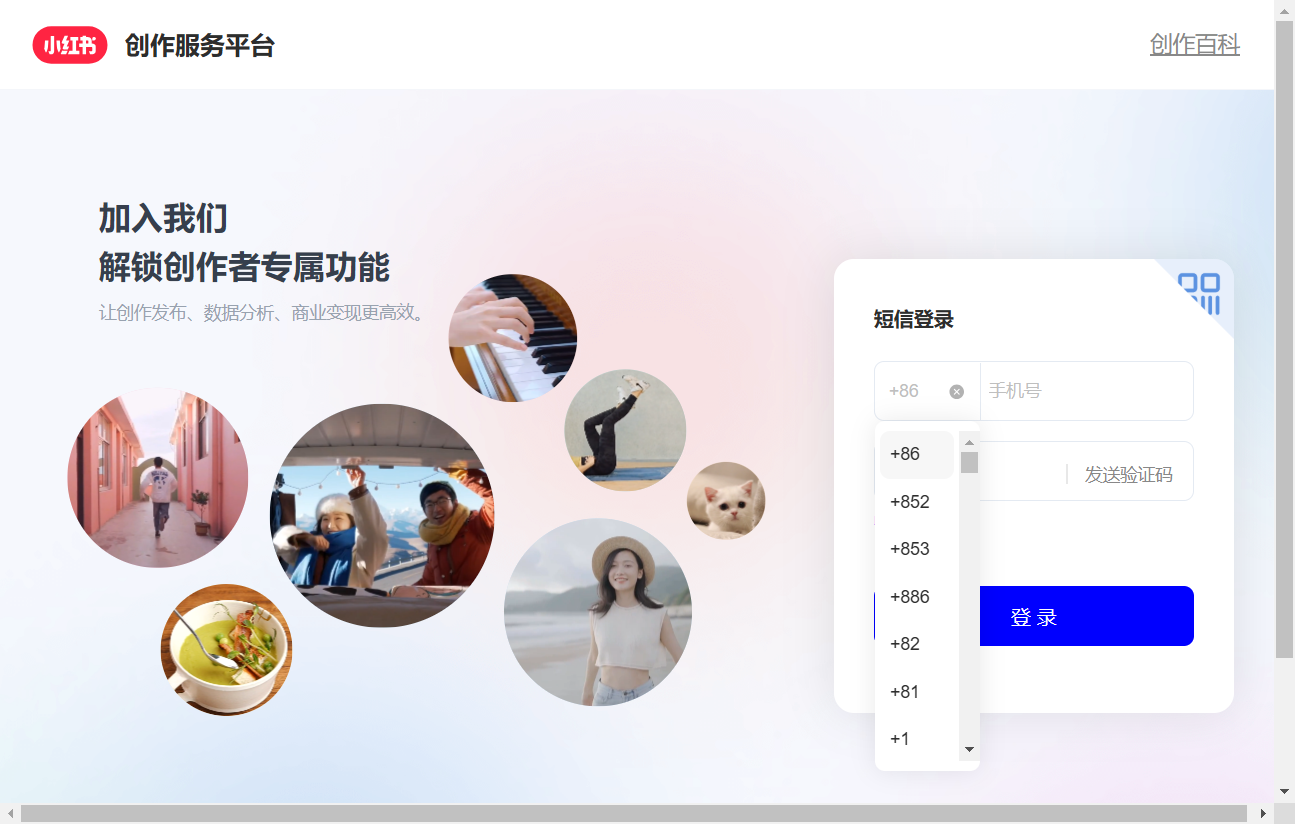 小红书 创作服务平台
创作百科
加入我们
解锁创作者专属功能
让创作发布、数据分析、商业变现更高效。
短信登录
+86 手机号
+86
+852
发送验证码
+853
+886
登 录
+82
+81
+1